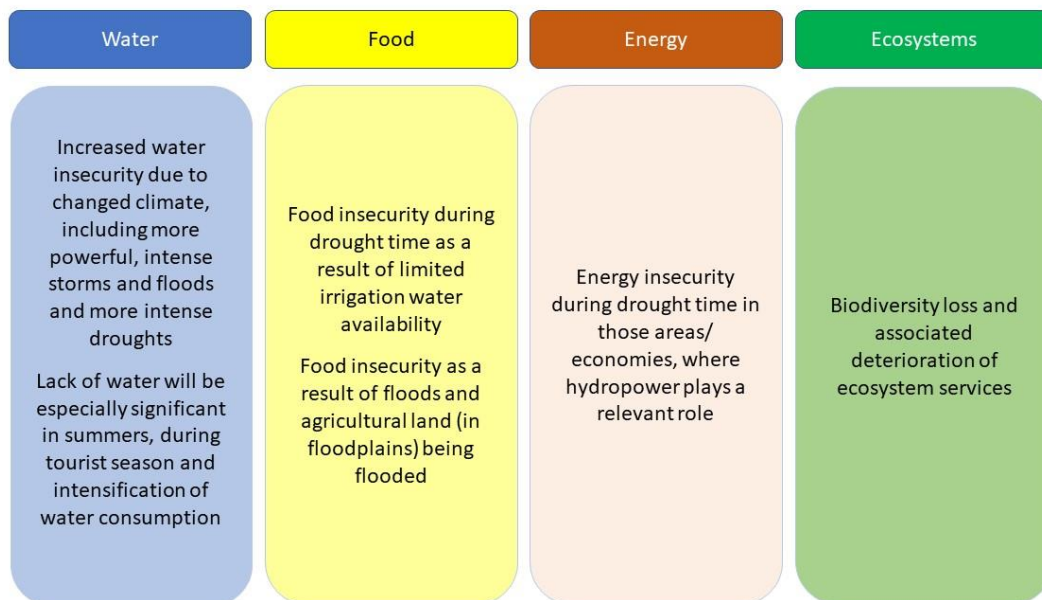 Water
Food
Energy
Ecosystems
Increased water
insecurity due to
changed climate,
including more
powerful, intense
storms and floods
and more intense
droughts
Lack of water will be
especially significant
in summers, during
tourist season and
intensification of
water consumption
Food insecurity during
drought time as a
result of limited
irrigation water
availability
Food insecurity as a
result of floods and
agricultural land (in
floodplains) being
flooded
Energy insecurity
during drought time in
those areas/
economies, where
hydropower plays a
relevant role
Biodiversity loss and
associated
deterioration of
ecosystem services